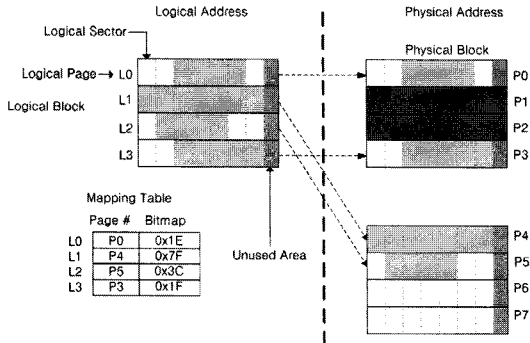 Logical Address
Physical Address
Logical Sector
Physical Block
Logical Page
L0
P0
Logical Block
L1
P1
L2
P2
L3
P3
Mapping Table
Page # Bitmap
L0 P0 0x1E
L1 P4 0x7F
L2 P5 0x3C
L3 P3 0x1F
Unused Area
P4
P5
P6
P7